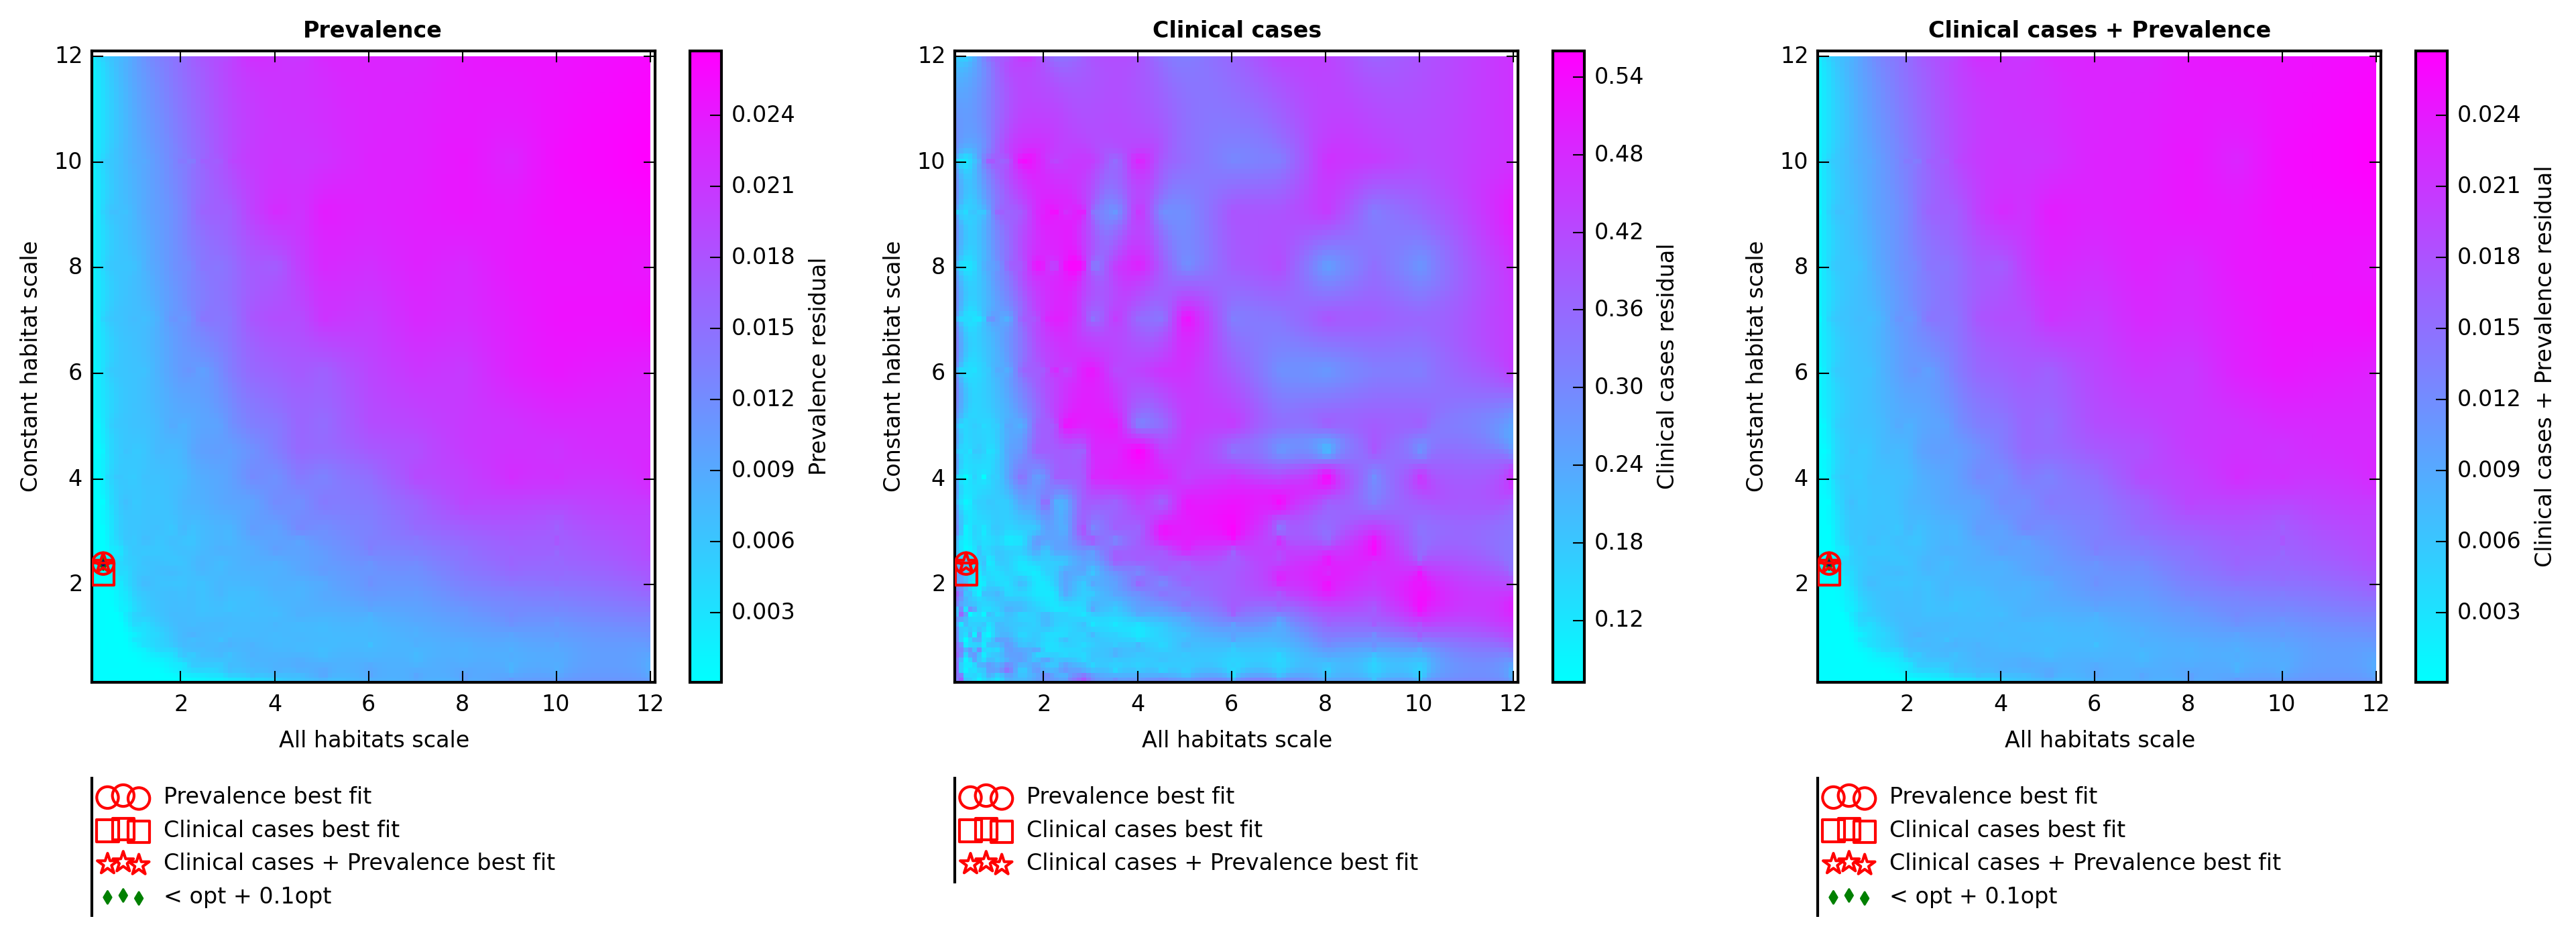 Prevalence
12
10
8
6
4
2
2 4 6 8 10 12
Constant habitat scale
All habitats scale
0.024
0.021
0.018
0.015
0.012
0.009
0.006
0.003
Prevalence residual
Prevalence best fit
Clinical cases best fit
Clinical cases + Prevalence best fit
< opt + 0.1opt
Clinical cases
12
10
8
6
4
2
2 4 6 8 10 12
Constant habitat scale
All habitats scale
0.54
0.48
0.42
0.36
0.30
0.24
0.18
0.12
Clinical cases residual
Prevalence best fit
Clinical cases best fit
Clinical cases + Prevalence best fit
Clinical cases + Prevalence
12
10
8
6
4
2
2 4 6 8 10 12
Constant habitat scale
All habitats scale
0.024
0.021
0.018
0.015
0.012
0.009
0.006
0.003
Clinical cases + Prevalence residual
Prevalence best fit
Clinical cases best fit
Clinical cases + Prevalence best fit
< opt + 0.1opt